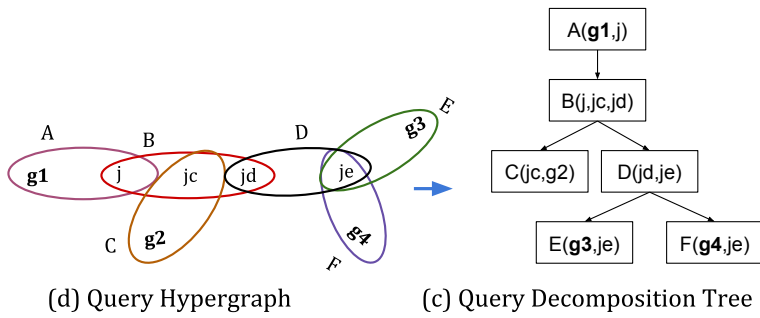 A
B
D
E
g1
j
jc
jd
je
g3
C
g2
g4
F
(d) Query Hypergraph
A(g1,j)
B(j,jc,jd)
C(jc,g2)
D(jd,je)
E(g3,je)
F(g4,je)
(c) Query Decomposition Tree